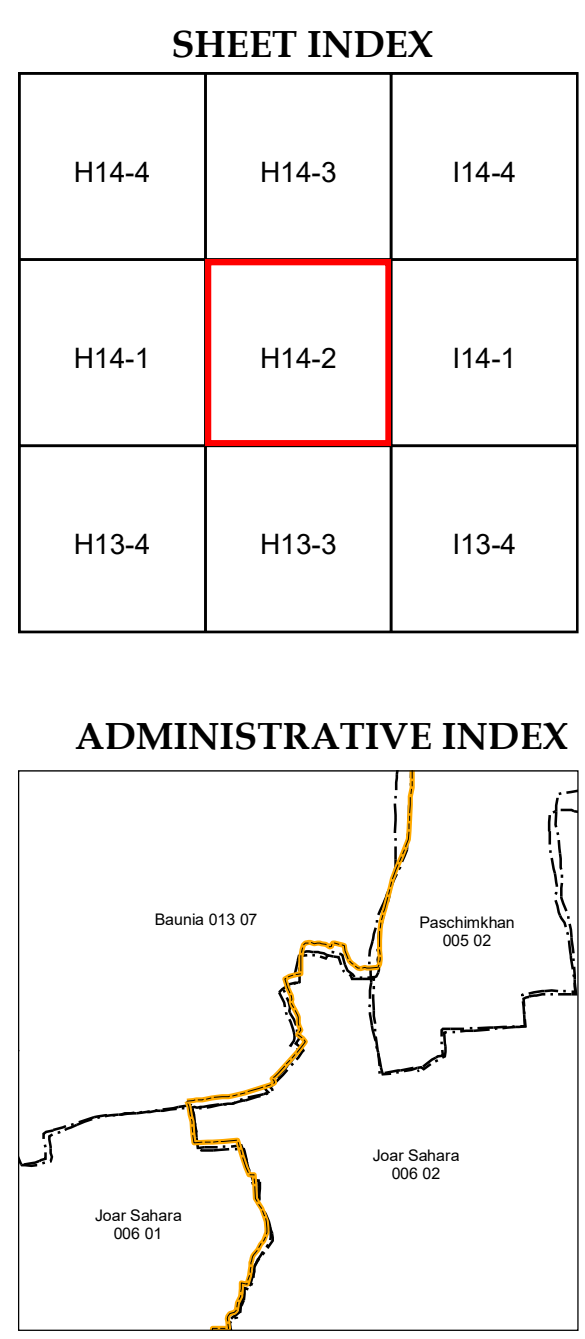 SHEET INDEX
H14-4
H14-3
I14-4
H14-1
H14-2
I14-1
H13-4
H13-3
I13-4
ADMINISTRATIVE INDEX
Baunia 013 07
Paschimkhan
005 02
Joar Sahara
006 02
Joar Sahara
006 01